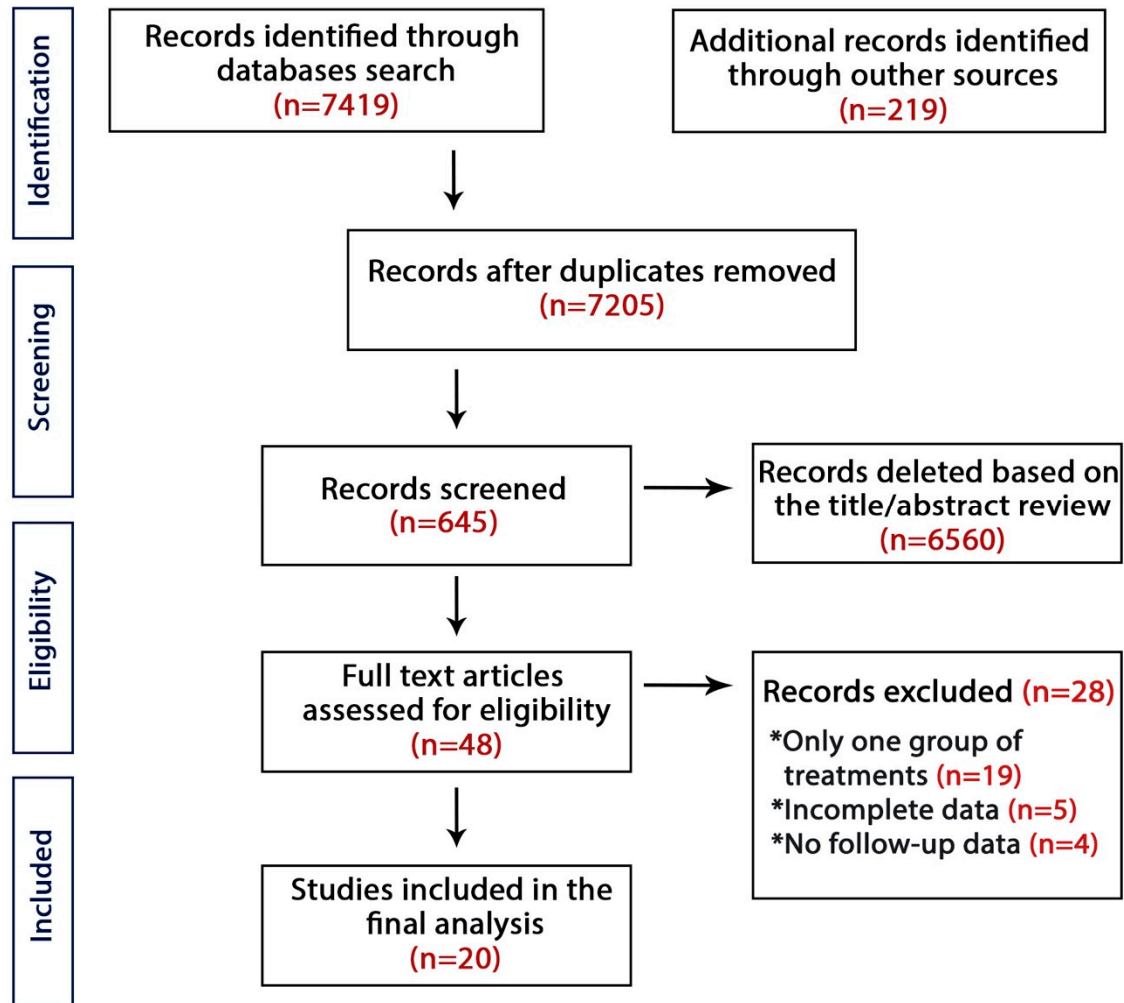 Identification
Records identified through
databases search
(n=7419)
Additional records identified
through outher sources
(n=219)
Screening
Records after duplicates removed
(n=7205)
Records screened
(n=645)
Records deleted based on
the title/abstract review
(n=6560)
Eligibility
Full text articles
assessed for eligibility
(n=48)
Records excluded (n=28)
*Only one group of
treatments (n=19)
*Incomplete data (n=5)
*No follow-up data (n=4)
Included
Studies included in the
final analysis
(n=20)